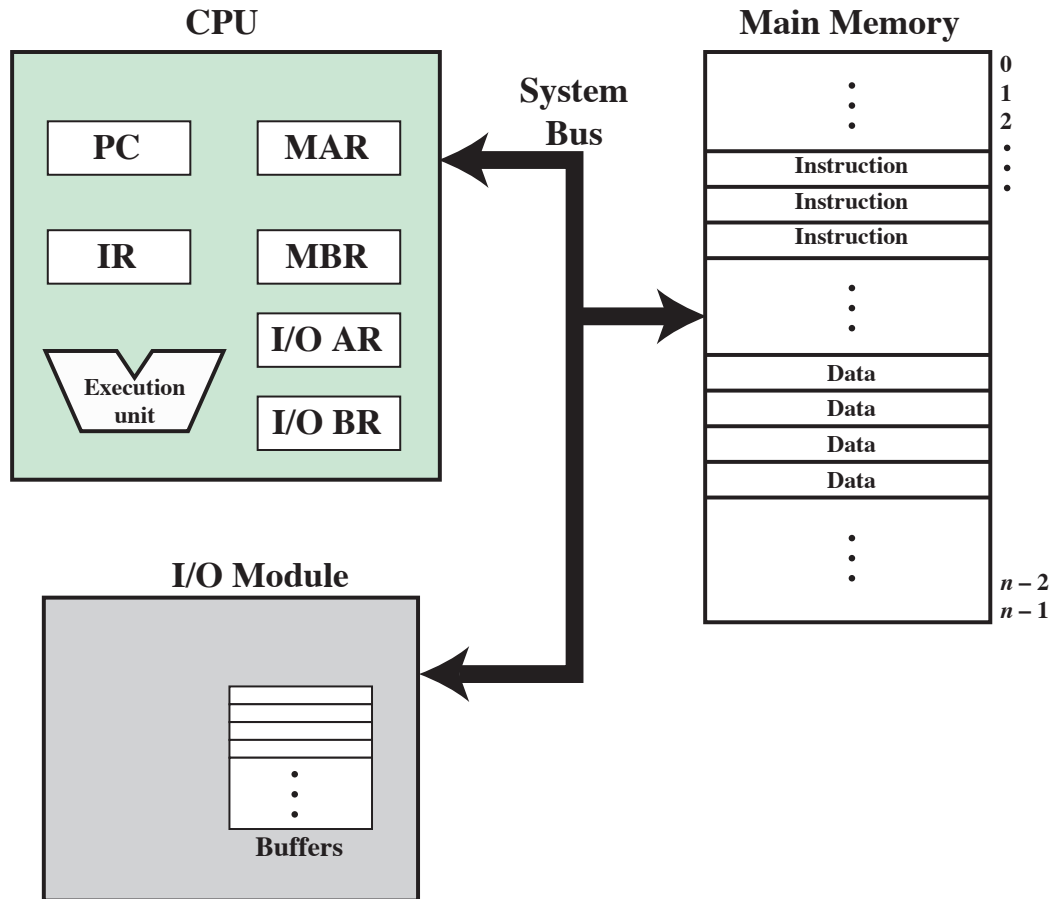 CPU
PC
MAR
IR
MBR
I/O AR
Execution
unit
I/O BR
System
Bus
Main Memory
0
1
2
Instruction
Instruction
Instruction
Data
Data
Data
Data
n – 2
n – 1
I/O Module
Buffers